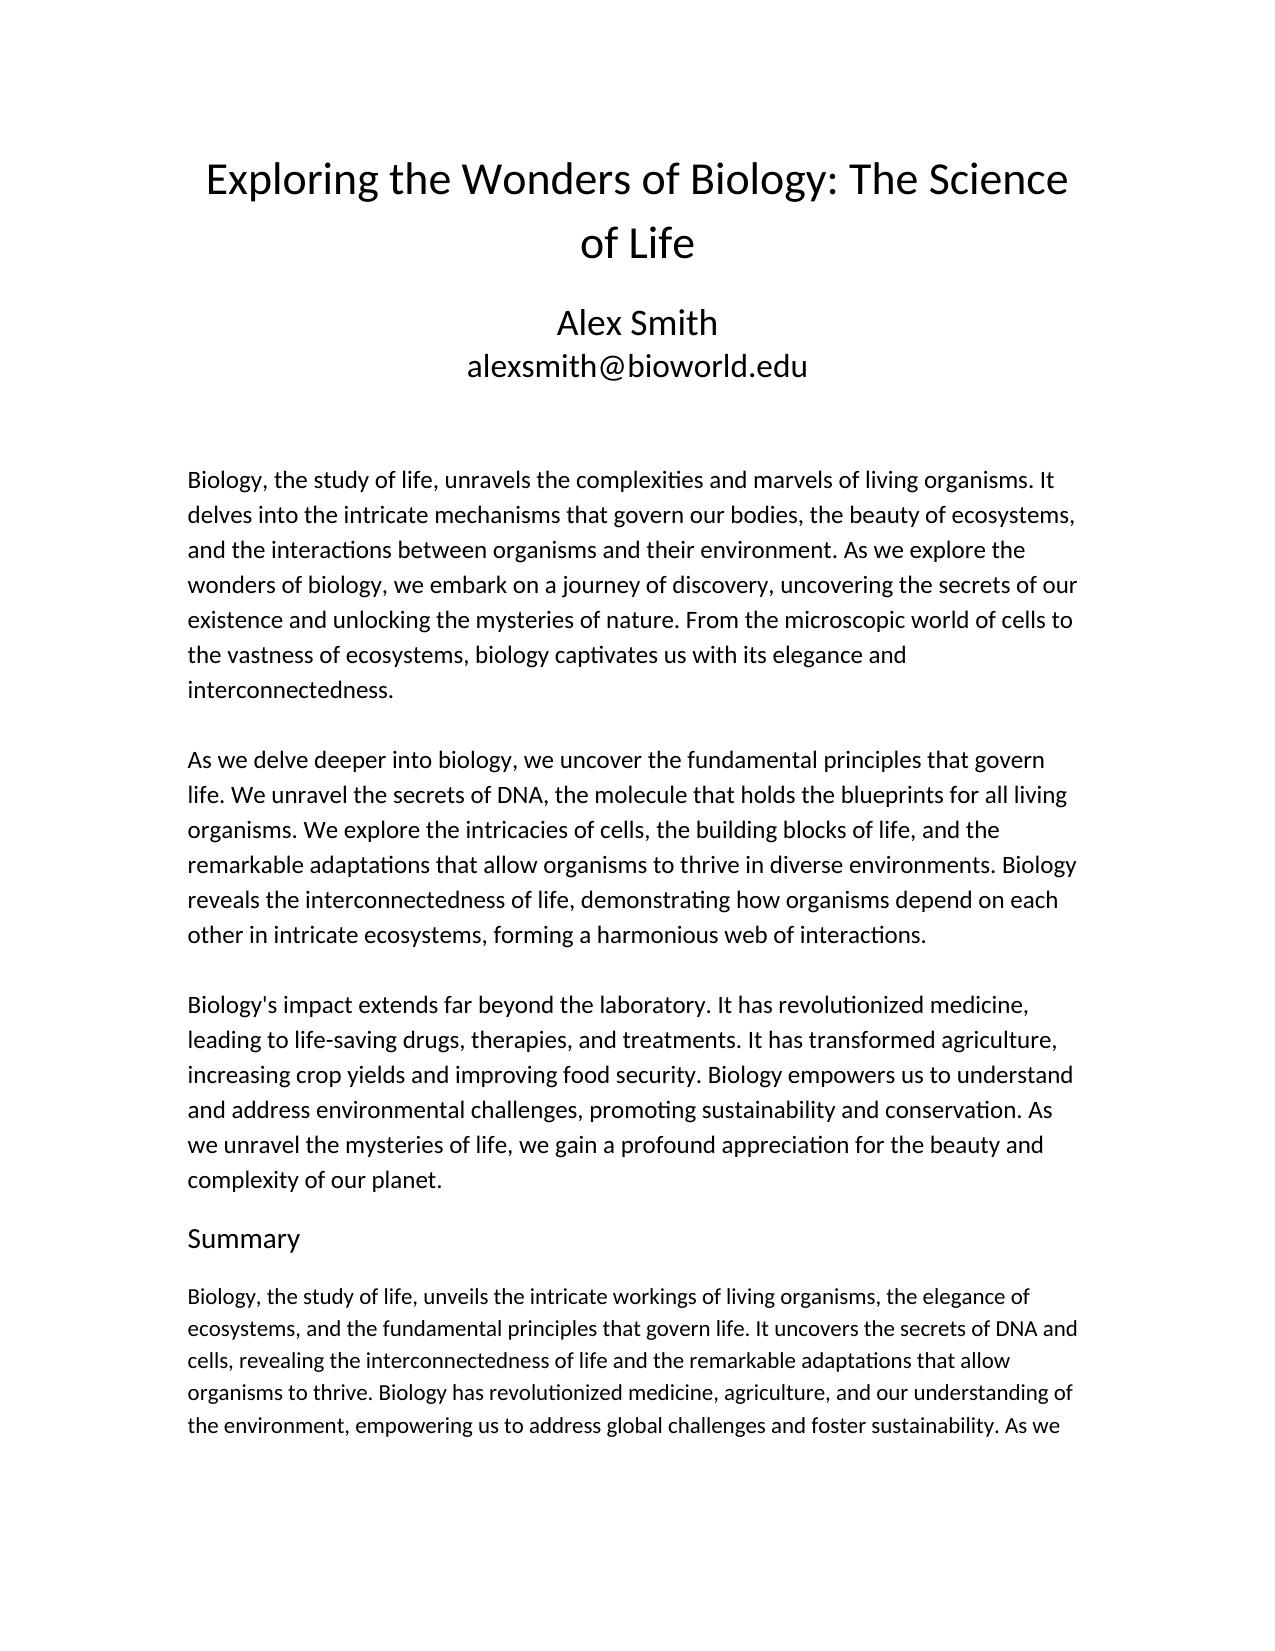 Exploring the Wonders of Biology: The Science
of Life
Alex Smith
alexsmith@bioworld.edu
Biology, the study of life, unravels the complexities and marvels of living organisms. It
delves into the intricate mechanisms that govern our bodies, the beauty of ecosystems,
and the interactions between organisms and their environment. As we explore the
wonders of biology, we embark on a journey of discovery, uncovering the secrets of our
existence and unlocking the mysteries of nature. From the microscopic world of cells to
the vastness of ecosystems, biology captivates us with its elegance and
interconnectedness.
As we delve deeper into biology, we uncover the fundamental principles that govern
life. We unravel the secrets of DNA, the molecule that holds the blueprints for all living
organisms. We explore the intricacies of cells, the building blocks of life, and the
remarkable adaptations that allow organisms to thrive in diverse environments. Biology
reveals the interconnectedness of life, demonstrating how organisms depend on each
other in intricate ecosystems, forming a harmonious web of interactions.
Biology's impact extends far beyond the laboratory. It has revolutionized medicine,
leading to life-saving drugs, therapies, and treatments. It has transformed agriculture,
increasing crop yields and improving food security. Biology empowers us to understand
and address environmental challenges, promoting sustainability and conservation. As
we unravel the mysteries of life, we gain a profound appreciation for the beauty and
complexity of our planet.
Summary
Biology, the study of life, unveils the intricate workings of living organisms, the elegance of
ecosystems, and the fundamental principles that govern life. It uncovers the secrets of DNA and
cells, revealing the interconnectedness of life and the remarkable adaptations that allow
organisms to thrive. Biology has revolutionized medicine, agriculture, and our understanding of
the environment, empowering us to address global challenges and foster sustainability. As we